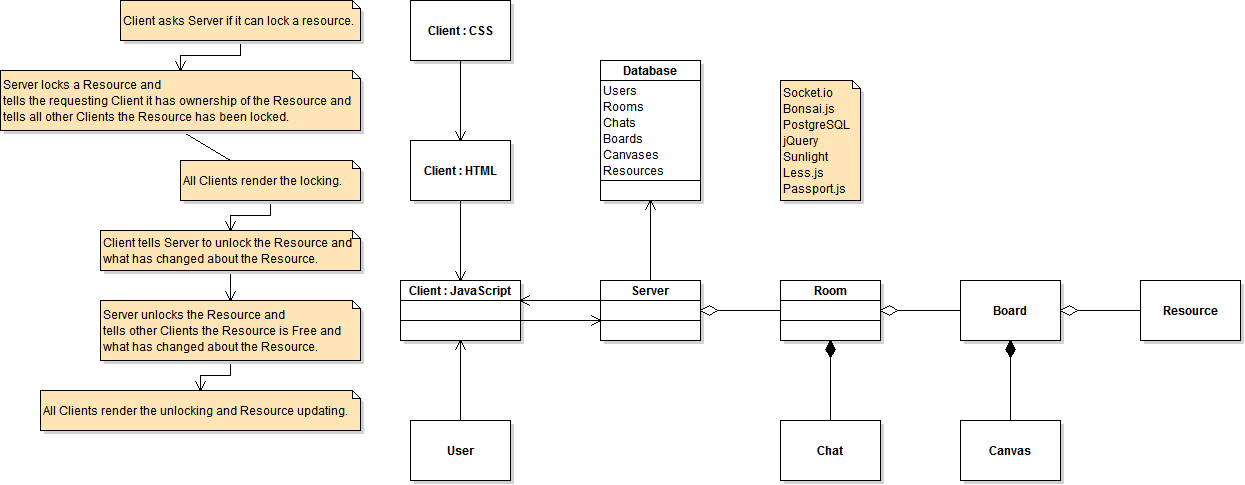 Client asks Server if it can lock a resource.
Server locks a Resource and
tells the requesting Client it has ownership of the Resource and
tells all other Clients the Resource has been locked.
All Clients render the locking.
Client tells Server to unlock the Resource and
what has changed about the Resource.
Server unlocks the Resource and
tells other Clients the Resource is Free and
what has changed about the Resource.
All Clients render the unlocking and Resource updating.
Client : CSS
Client : HTML
Client : JavaScript
User
Database
Users
Rooms
Chats
Boards
Canvases
Resources
Server
Socket.io
Bonsai.js
PostgreSQL
jQuery
Sunlight
Less.js
Passport.js
Room
Chat
Board
Canvas
Resource